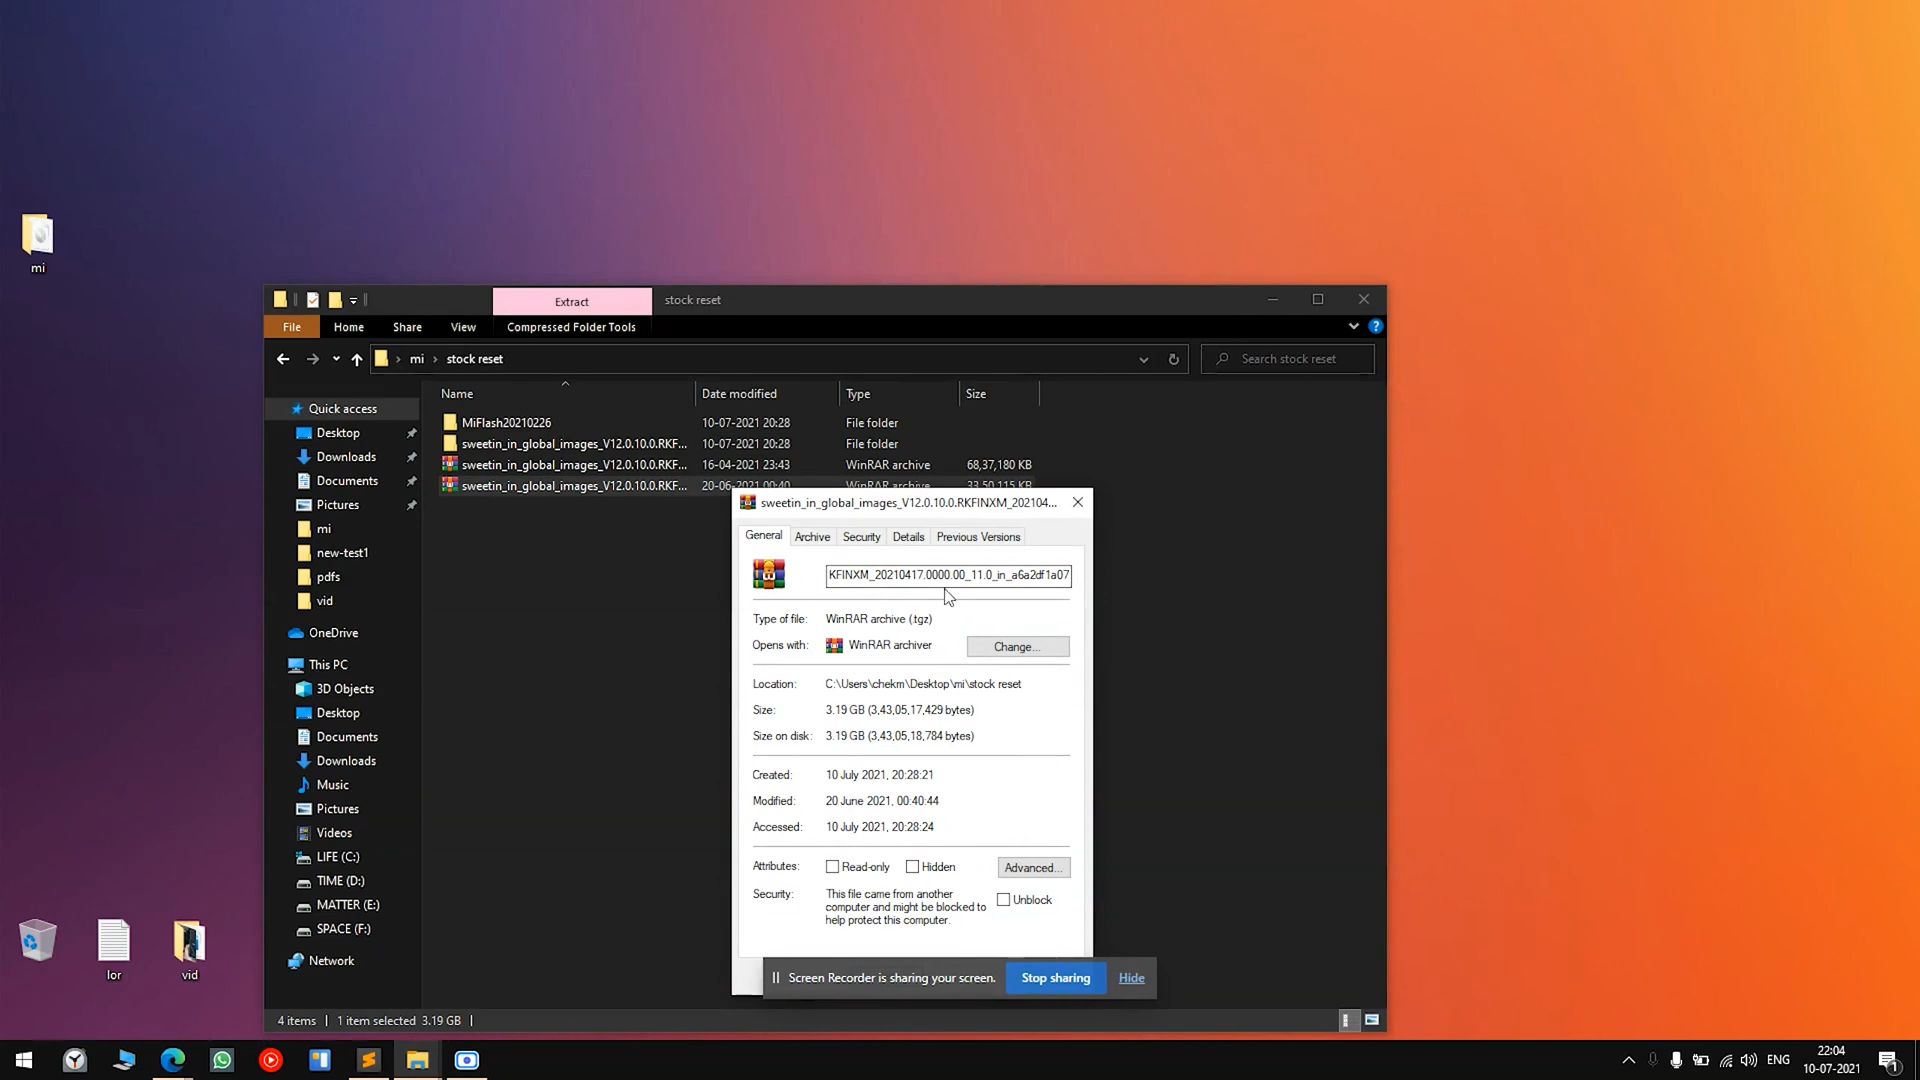 mi
Extract
stock reset
File
Home
Share
View
Compressed Folder Tools
mi
stock reset
Search stock reset
Name
Date modified
Type
Size
MiFlash20210226
10-07-2021 20:28
File folder
sweetin_in_global_images_V12.0.10.0.RKF...
10-07-2021 20:28
File folder
sweetin_in_global_images_V12.0.10.0.RKF...
16-04-2021 23:43
WinRAR archive
68,37,180 KB
sweetin_in_global_images_V12.0.10.0.RKF...
20-06-2021 00:40
WinRAR archive
33,50,115 KB
Quick access
Desktop
Downloads
Documents
Pictures
mi
new-test1
pdfs
vid
OneDrive
This PC
3D Objects
Desktop
Documents
Downloads
Music
Pictures
Videos
LIFE (C:)
TIME (D:)
MATTER (E:)
SPACE (F:)
Network
sweetin_in_global_images_V12.0.10.0.RKFINXM_202104...
General
Archive
Security
Details
Previous Versions
KFINXM_20210417.0000.00_11.0_in_a6a2df1a07
Type of file:
WinRAR archive (.tgz)
Opens with:
WinRAR archiver
Change...
Location:
C:\Users\chekm\Desktop\mi\stock reset
Size:
3.19 GB (3,43,05,17,429 bytes)
Size on disk:
3.19 GB (3,43,05,18,784 bytes)
Created:
10 July 2021, 20:28:21
Modified:
20 June 2021, 00:40:44
Accessed:
10 July 2021, 20:28:24
Attributes:
Read-only
Hidden
Advanced...
Security:
This file came from another
computer and might be blocked to
help protect this computer.
Unblock
Screen Recorder is sharing your screen.
Stop sharing
Hide
lor
vid
4 items
1 item selected 3.19 GB
ENG
22:04
10-07-2021
1